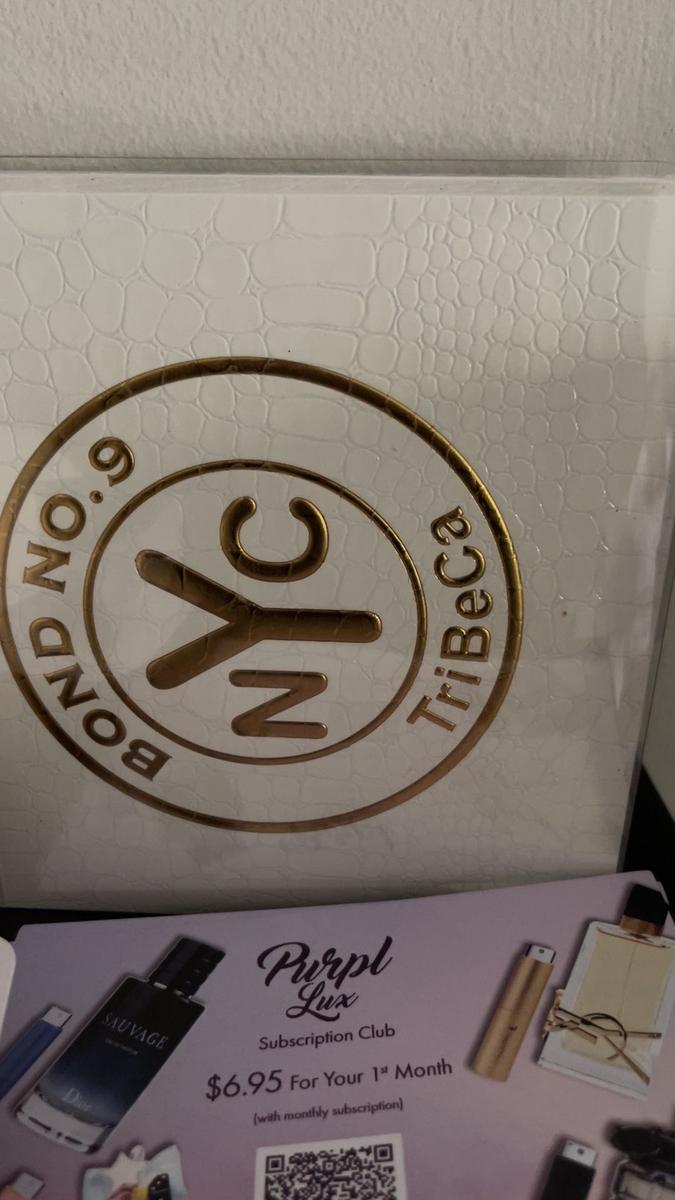 BOND NO.9
NYC
TriBeCa
Purpl
Lux
Subscription Club
$6.95 For Your 1st Month
(with monthly subscription)
SAUVAGE
Dior